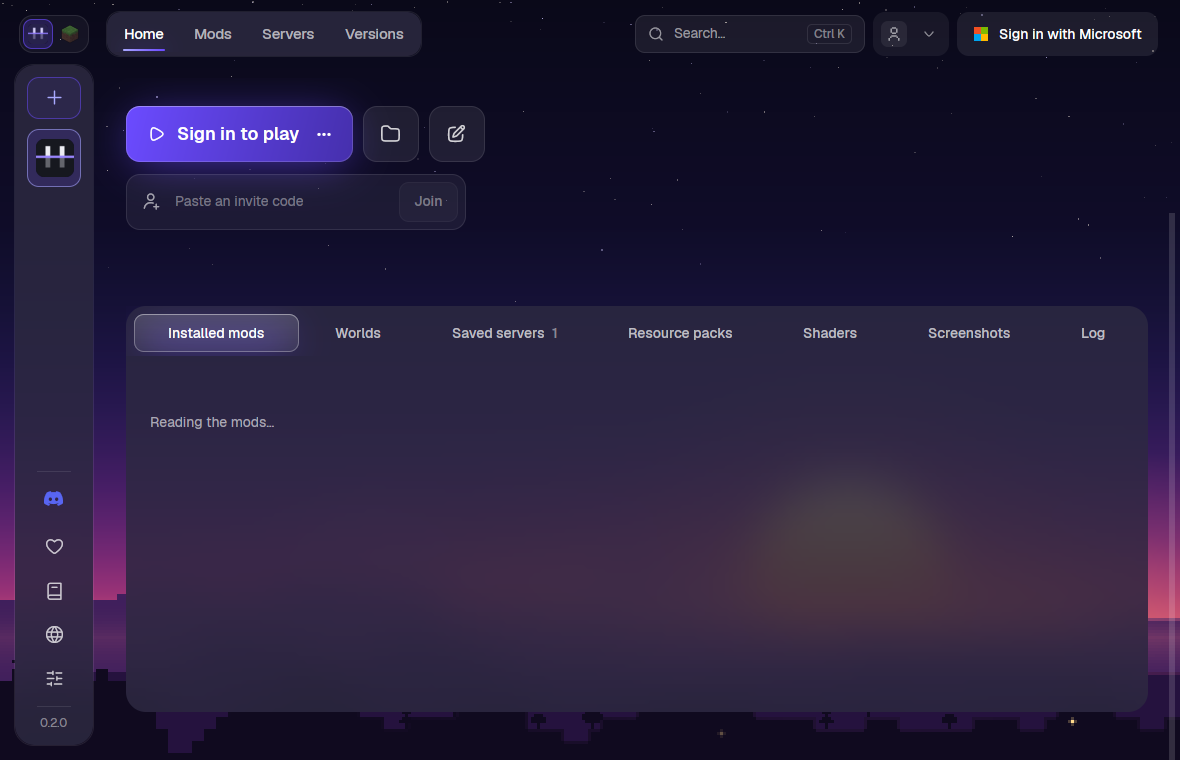 Home Mods Servers Versions Search... Ctrl K Sign in with Microsoft
Sign in to play
Paste an invite code Join
Installed mods Worlds Saved servers 1 Resource packs Shaders Screenshots Log
Reading the mods...
0.2.0